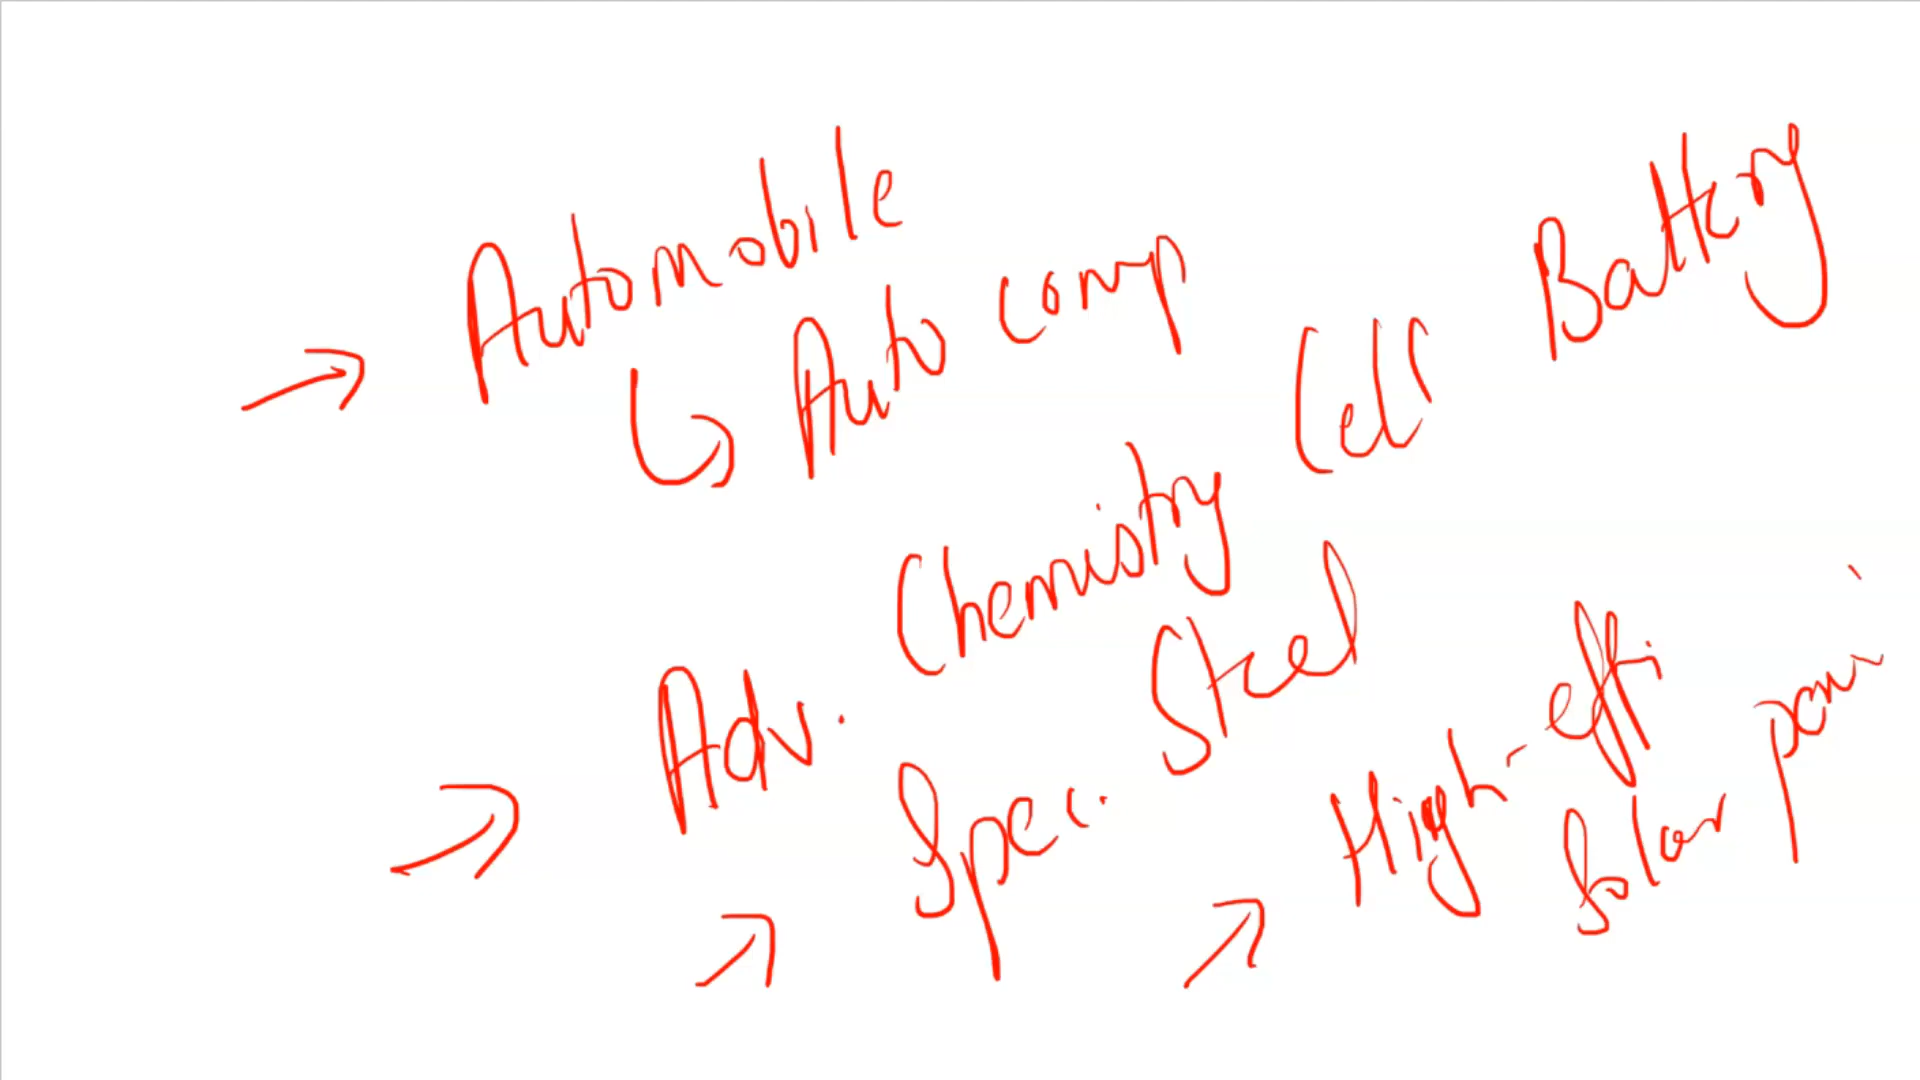 → Automobile
↳ Auto comp
→ Adv. Chemistry Cell Battery
→ Spec. Steel
→ High-effi
Solar